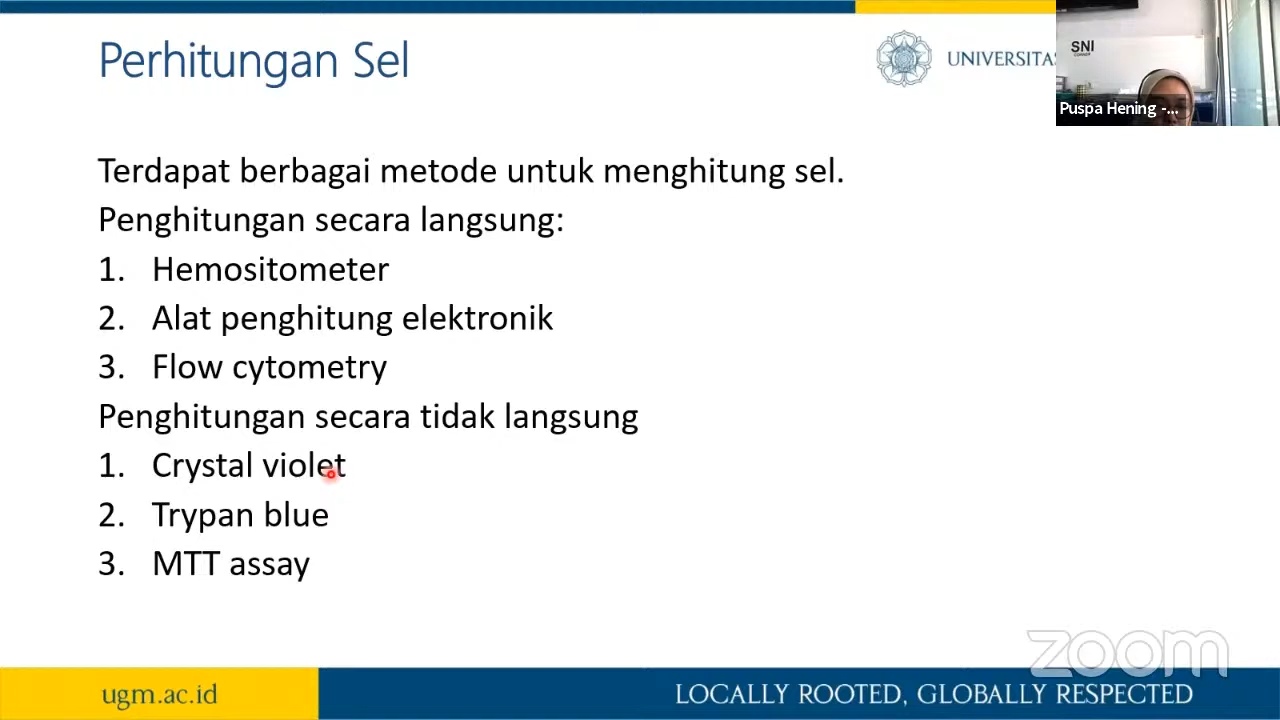 Perhitungan Sel
UNIVERSITAS
SNI
CORNER
Puspa Hening -...
Terdapat berbagai metode untuk menghitung sel.
Penghitungan secara langsung:
1. Hemositometer
2. Alat penghitung elektronik
3. Flow cytometry
Penghitungan secara tidak langsung
1. Crystal violet
2. Trypan blue
3. MTT assay
zoom
ugm.ac.id
LOCALLY ROOTED, GLOBALLY RESPECTED